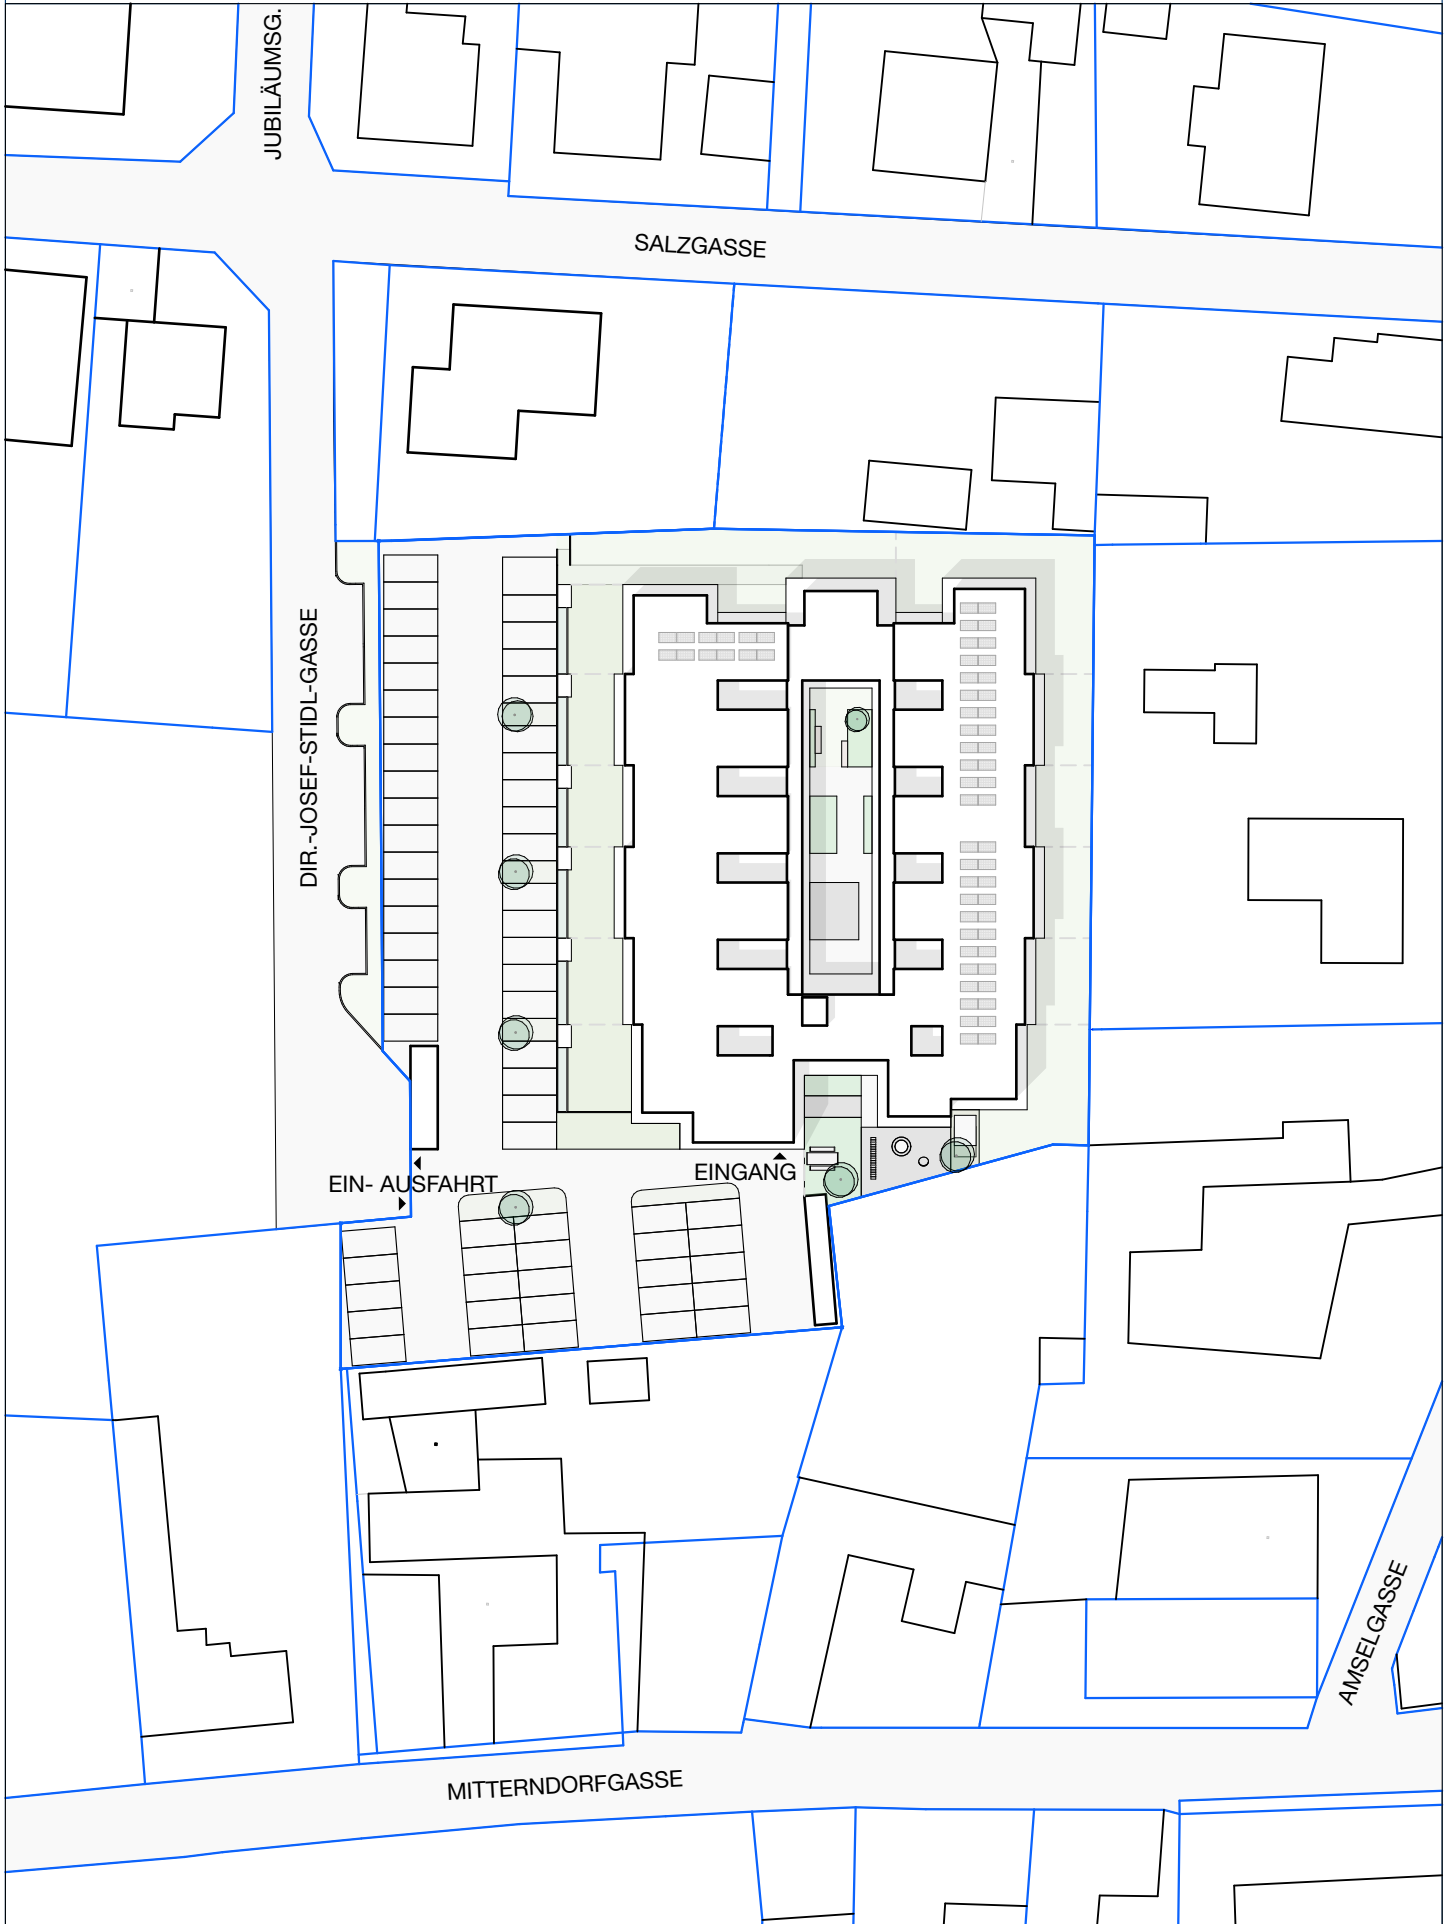 JUBILÄUMSG.
SALZGASSE
DIR.-JOSEF-STIDL-GASSE
EINGANG
EIN- AUSFAHRT
AMSELGASSE
MITTERNDORFGASSE